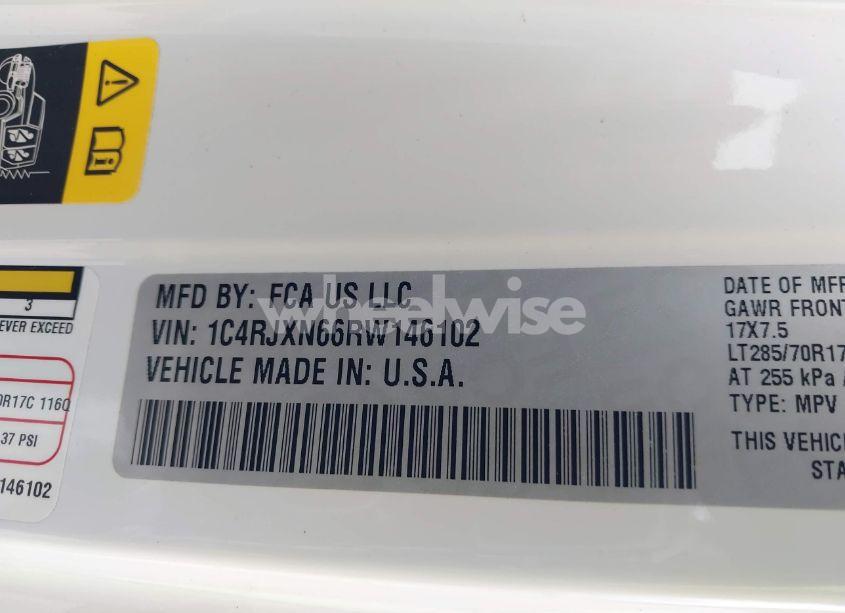 3
EVER EXCEED
0R17C 116Q
37 PSI
146102
MFD BY: FCA US LLC
VIN: 1C4RJXN66RW146102
VEHICLE MADE IN: U.S.A.
DATE OF MFR
GAWR FRONT
17X7.5
LT285/70R17
AT 255 kPa
TYPE: MPV
THIS VEHICL
STA
wheelwise